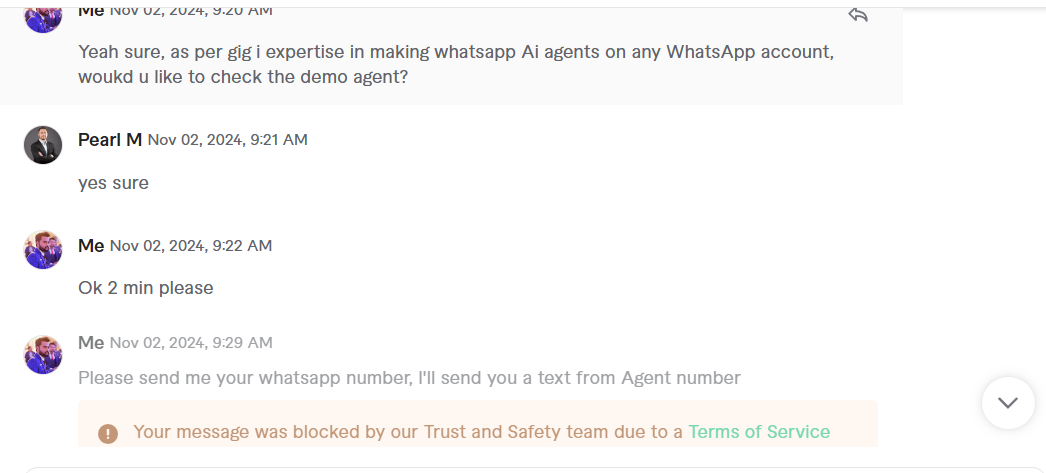 Me Nov 02, 2024, 9:20 AM
Yeah sure, as per gig i expertise in making whatsapp Ai agents on any WhatsApp account,
woukd u like to check the demo agent?
Pearl M Nov 02, 2024, 9:21 AM
yes sure
Me Nov 02, 2024, 9:22 AM
Ok 2 min please
Me Nov 02, 2024, 9:29 AM
Please send me your whatsapp number, I'll send you a text from Agent number
Your message was blocked by our Trust and Safety team due to a Terms of Service